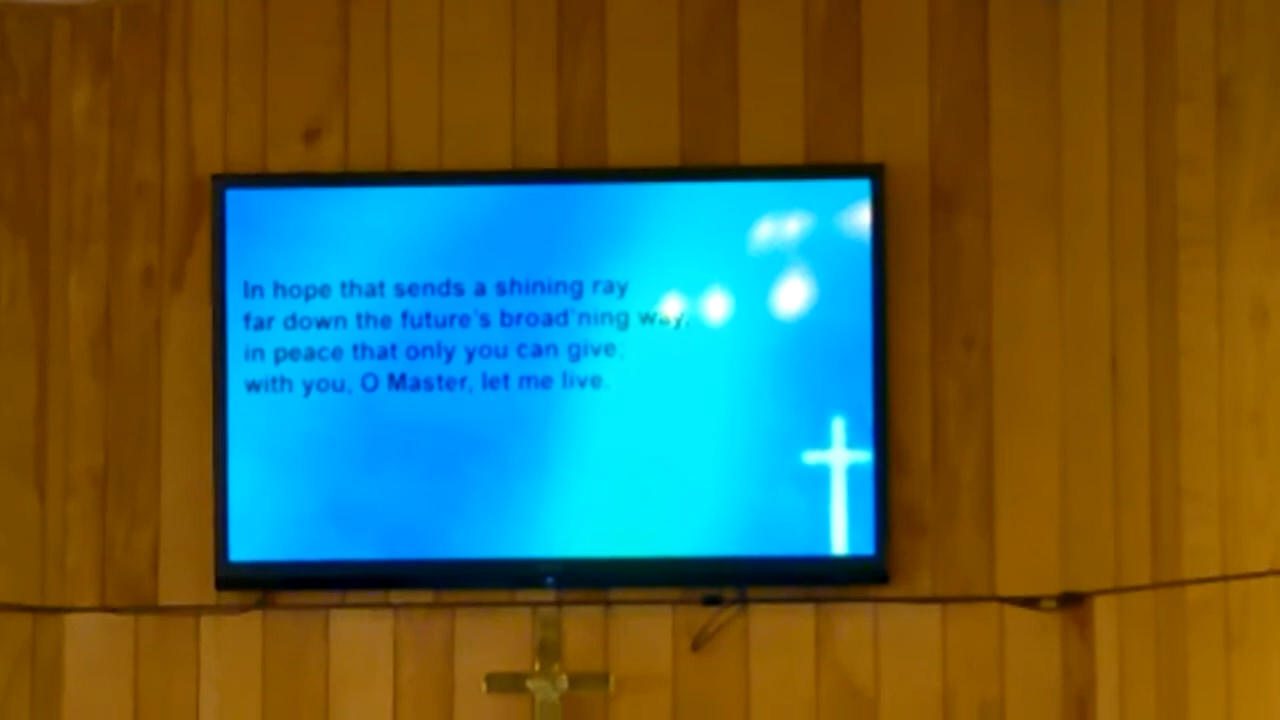 In hope that sends a shining ray
far down the future's broad'ning way,
in peace that only you can give;
with you, O Master, let me live.